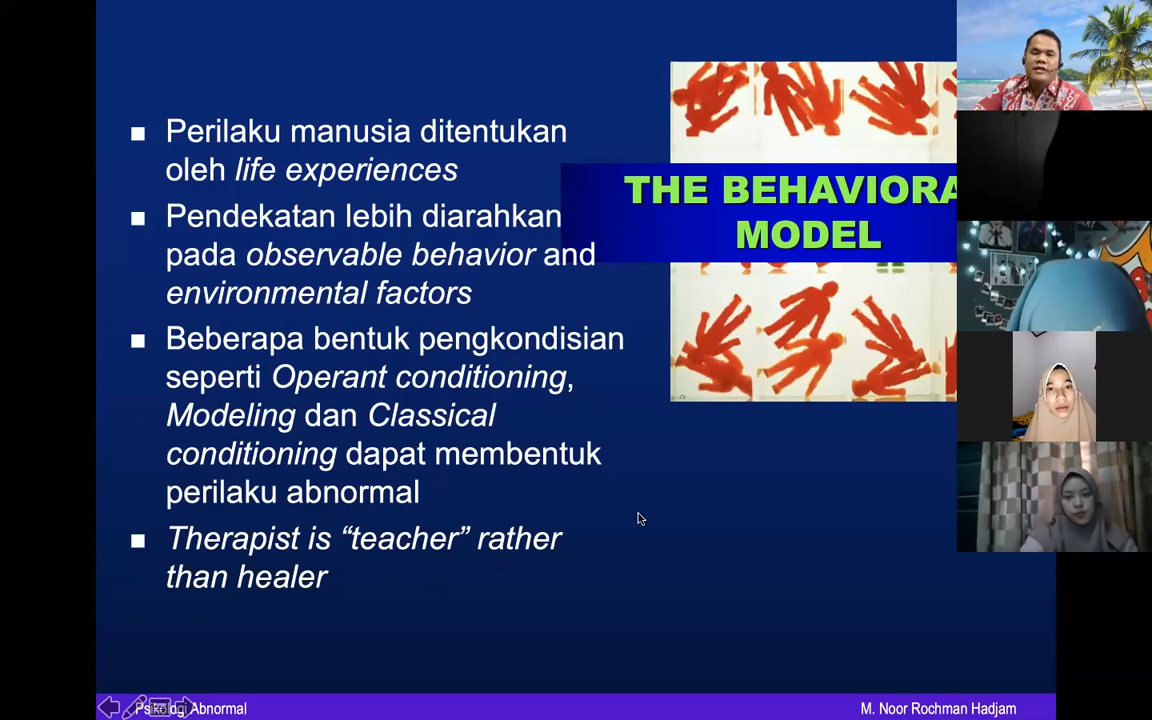 Perilaku manusia ditentukan
oleh life experiences
Pendekatan lebih diarahkan
pada observable behavior and
environmental factors
Beberapa bentuk pengkondisian
seperti Operant conditioning,
Modeling dan Classical
conditioning dapat membentuk
perilaku abnormal
Therapist is “teacher” rather
than healer
THE BEHAVIORA
MODEL
Psikologi Abnormal
M. Noor Rochman Hadjam